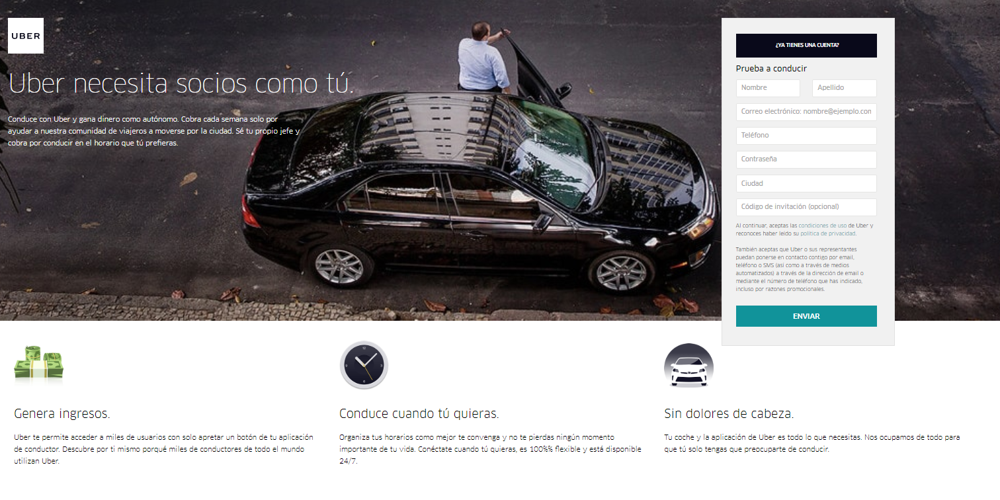 UBER
Uber necesita socios como tú.
Conduce con Uber y gana dinero como autónomo. Cobra cada semana solo por
ayudar a nuestra comunidad de viajeros a moverse por la ciudad. Sé tu propio jefe y
cobra por conducir en el horario que tú prefieras.
¿YA TIENES UNA CUENTA?
Prueba a conducir
Nombre Apellido
Correo electrónico: nombre@ejemplo.con
Teléfono
Contraseña
Ciudad
Código de invitación (opcional)
Al continuar, aceptas las condiciones de uso de Uber y
reconoces haber leído su política de privacidad.
También aceptas que Uber o sus representantes
puedan ponerse en contacto contigo por email,
teléfono o SMS (así como a través de medios
automatizados) a través de la dirección de email o
mediante el número de teléfono que has indicado,
incluso por razones promocionales.
ENVIAR
Genera ingresos.
Uber te permite acceder a miles de usuarios con solo apretar un botón de tu aplicación
de conductor. Descubre por ti mismo porqué miles de conductores de todo el mundo
utilizan Uber.
Conduce cuando tú quieras.
Organiza tus horarios como mejor te convenga y no te pierdas ningún momento
importante de tu vida. Conéctate cuando tú quieras, es 100%% flexible y está disponible
24/7.
Sin dolores de cabeza.
Tu coche y la aplicación de Uber es todo lo que necesitas. Nos ocupamos de todo para
que tú solo tengas que preocuparte de conducir.